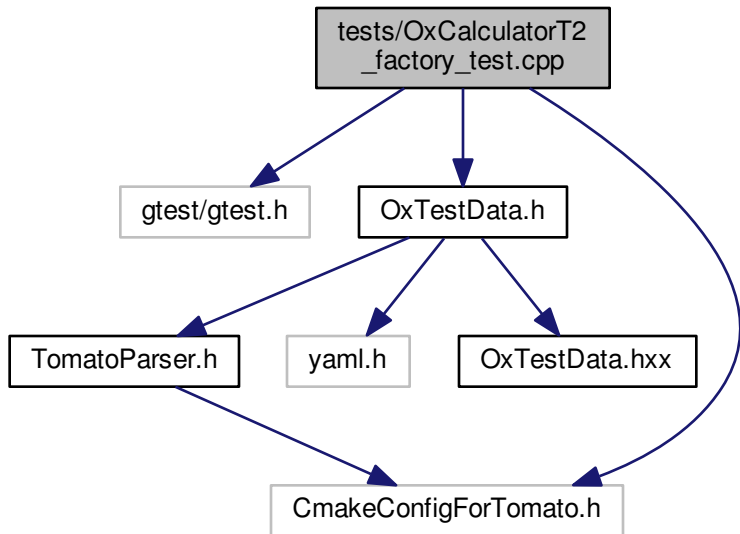 tests/OxCalculatorT2
_factory_test.cpp
gtest/gtest.h
OxTestData.h
TomatoParser.h
yaml.h
OxTestData.hxx
CmakeConfigForTomato.h